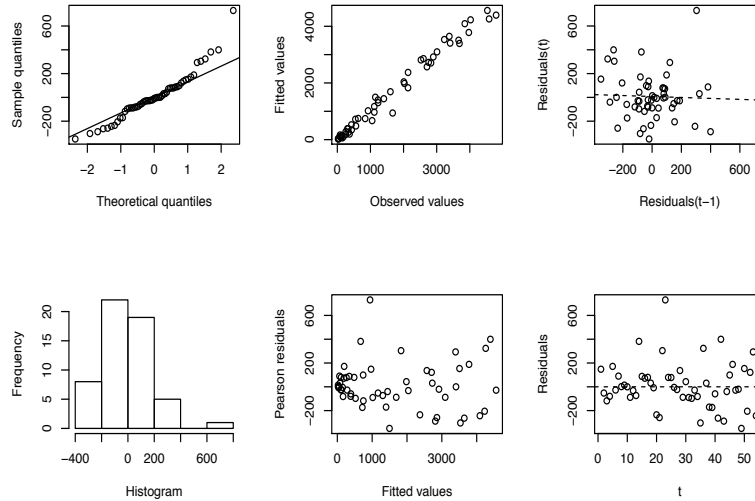 Sample quantiles
600
200
−200
−2 −1 0 1 2
Theoretical quantiles
Fitted values
4000
2000
0
0 1000 3000
Observed values
Residuals(t)
600
200
−200
−200 0 200 600
Residuals(t−1)
Frequency
20
15
10
5
0
−400 0 200 600
Histogram
Pearson residuals
600
200
−200
0 1000 3000
Fitted values
Residuals
600
200
−200
0 10 20 30 40 50
t